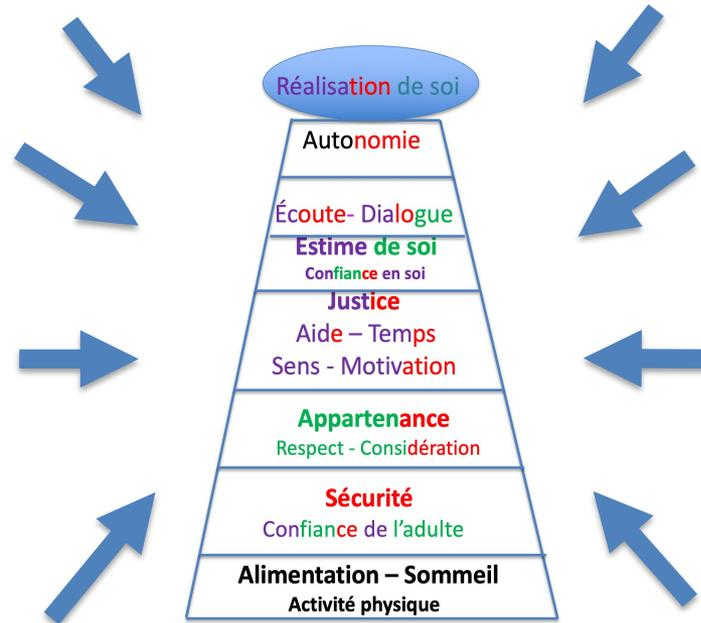 Réalisation de soi
Autonomie
Écoute- Dialogue
Estime de soi
Confiance en soi
Justice
Aide – Temps
Sens - Motivation
Appartenance
Respect - Considération
Sécurité
Confiance de l’adulte
Alimentation – Sommeil
Activité physique